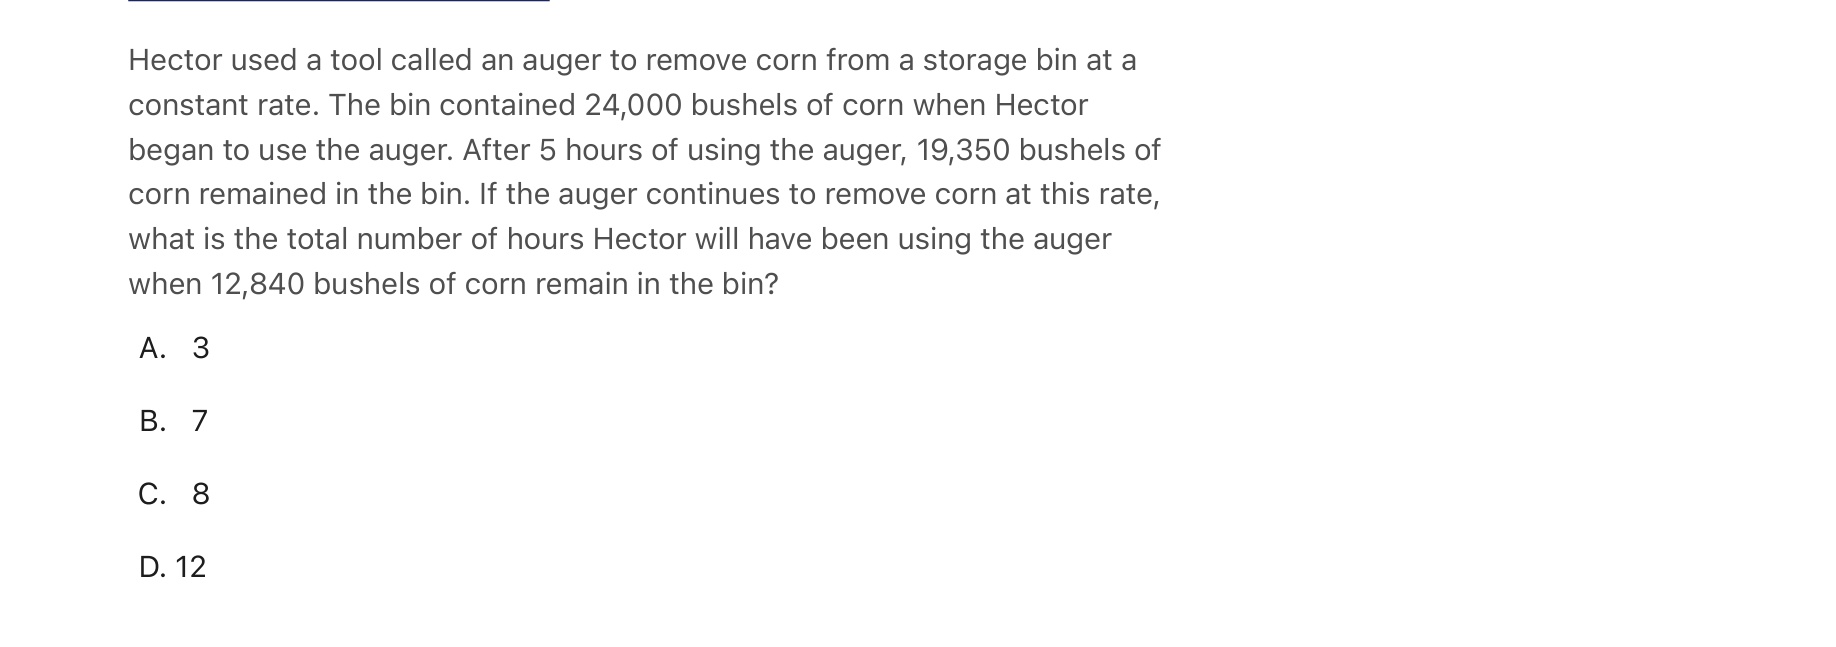 Hector used a tool called an auger to remove corn from a storage bin at a
constant rate. The bin contained 24,000 bushels of corn when Hector
began to use the auger. After 5 hours of using the auger, 19,350 bushels of
corn remained in the bin. If the auger continues to remove corn at this rate,
what is the total number of hours Hector will have been using the auger
when 12,840 bushels of corn remain in the bin?
A. 3
B. 7
C. 8
D. 12